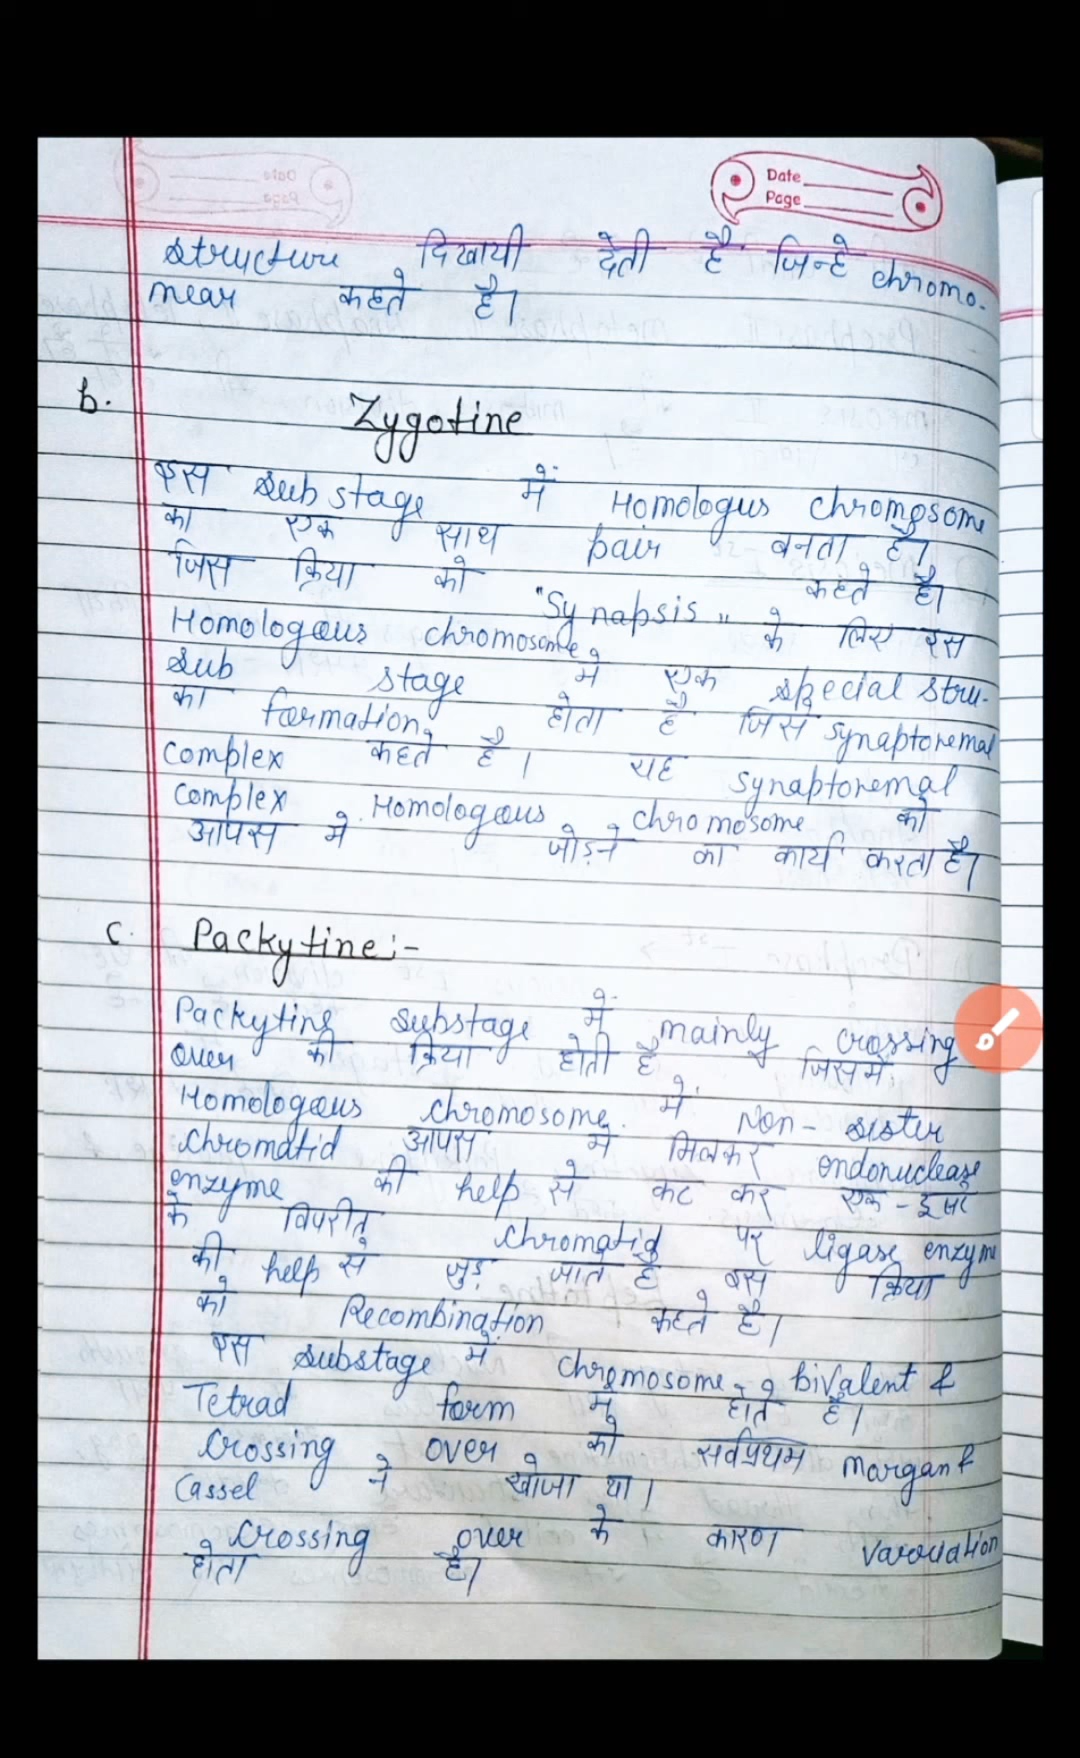 Date
Page
structure दिखायी देती है जिन्हे chromo-
mear कहते है।
b. Zygotine
इस sub stage में Homologus chromosome
का एक साथ pair बनता है।
जिस क्रिया को "Synapsis" कहते है।
Homologous chromosome के लिए इस
sub stage में एक special stru-
का formation होता है जिसे synaptonemal
complex कहते है। यह synaptonemal
complex Homologous chromosome को
आपस मे जोड़ने का कार्य करता है।
c. Packytine:-
Packytine substage में mainly crossing
over की क्रिया होती है जिसमें
Homologous chromosome में Non-sister
chromatid आपस मे मिलकर endonuclease
enzyme की help से कट कर एक-दूसरे
के विपरीत chromatid पर ligase enzyme
की help से जुड़ जाते है इस क्रिया
को Recombination कहते है।
इस substage में chromosome bivalent &
Tetrad form में होते है।
Crossing over को सर्वप्रथम margan &
Cassel ने खोजा था।
Crossing over के कारण
होता है।